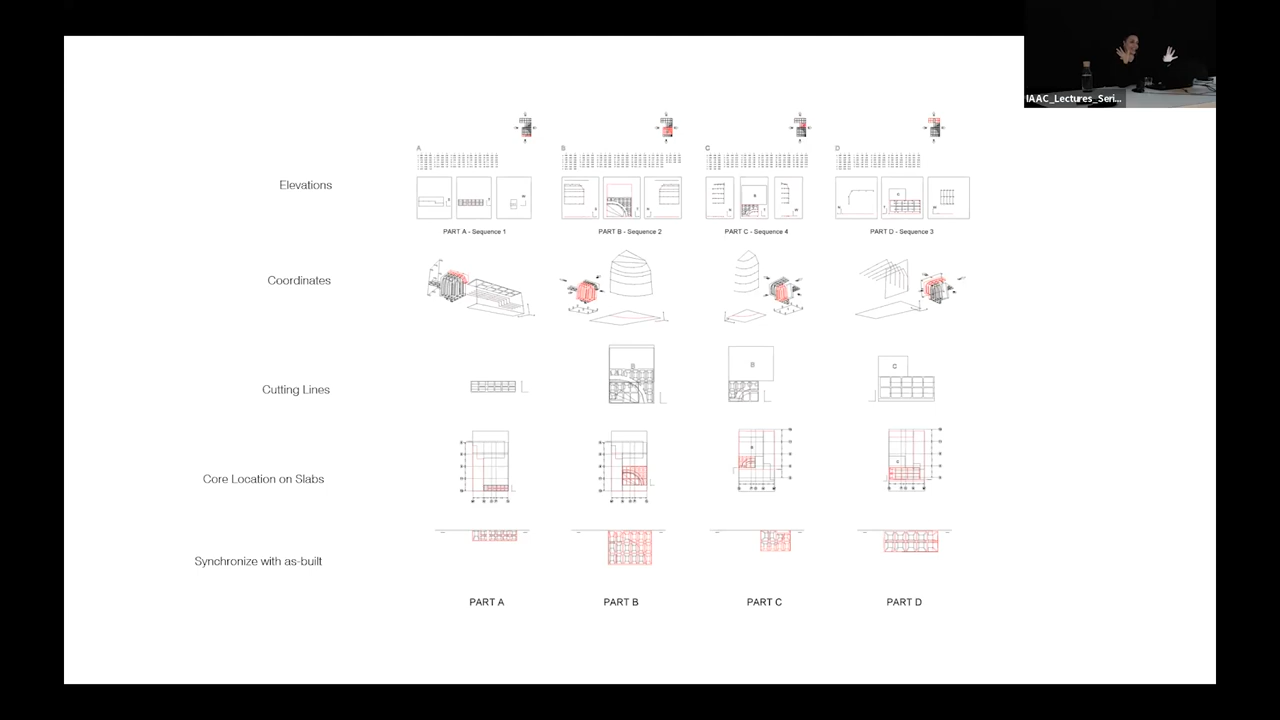 IAAC_Lectures_Seri...
A
B
C
D
Elevations
PART A - Sequence 1
PART B - Sequence 2
PART C - Sequence 4
PART D - Sequence 3
Coordinates
Cutting Lines
B
B
C
Core Location on Slabs
Synchronize with as-built
PART A
PART B
PART C
PART D